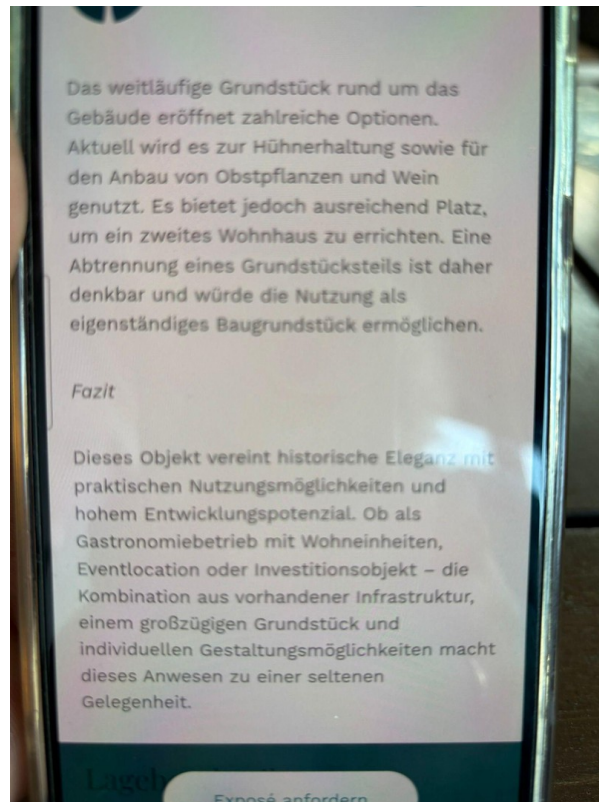 Das weitläufige Grundstück rund um das
Gebäude eröffnet zahlreiche Optionen.
Aktuell wird es zur Hühnerhaltung sowie für
den Anbau von Obstpflanzen und Wein
genutzt. Es bietet jedoch ausreichend Platz,
um ein zweites Wohnhaus zu errichten. Eine
Abtrennung eines Grundstücksteils ist daher
denkbar und würde die Nutzung als
eigenständiges Baugrundstück ermöglichen.
Fazit
Dieses Objekt vereint historische Eleganz mit
praktischen Nutzungsmöglichkeiten und
hohem Entwicklungspotenzial. Ob als
Gastronomiebetrieb mit Wohneinheiten,
Eventlocation oder Investitionsobjekt – die
Kombination aus vorhandener Infrastruktur,
einem großzügigen Grundstück und
individuellen Gestaltungsmöglichkeiten macht
dieses Anwesen zu einer seltenen
Gelegenheit.
Exposé anfordern